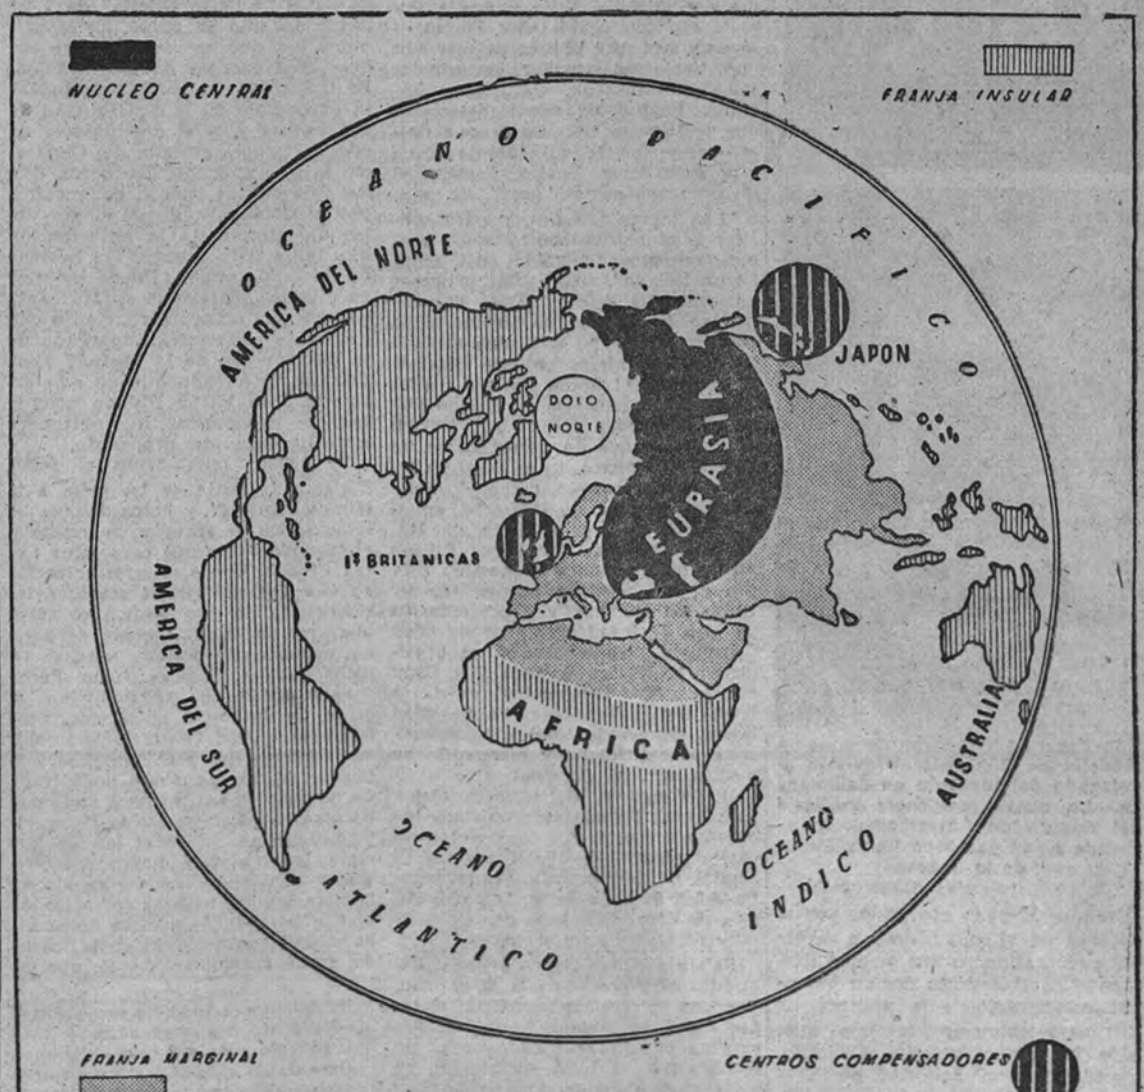 NUCLEO CENTRAL
FRANJA INSULAR
OCEANO PACIFICO
AMERICA DEL NORTE
JAPON
POLO
NORTE
EURASIA
IS BRITANICAS
AMERICA DEL SUR
AFRICA
AUSTRALIA
OCEANO
ATLANTICO
OCEANO
INDICO
FRANJA MARGINAL
CENTROS COMPENSADORES